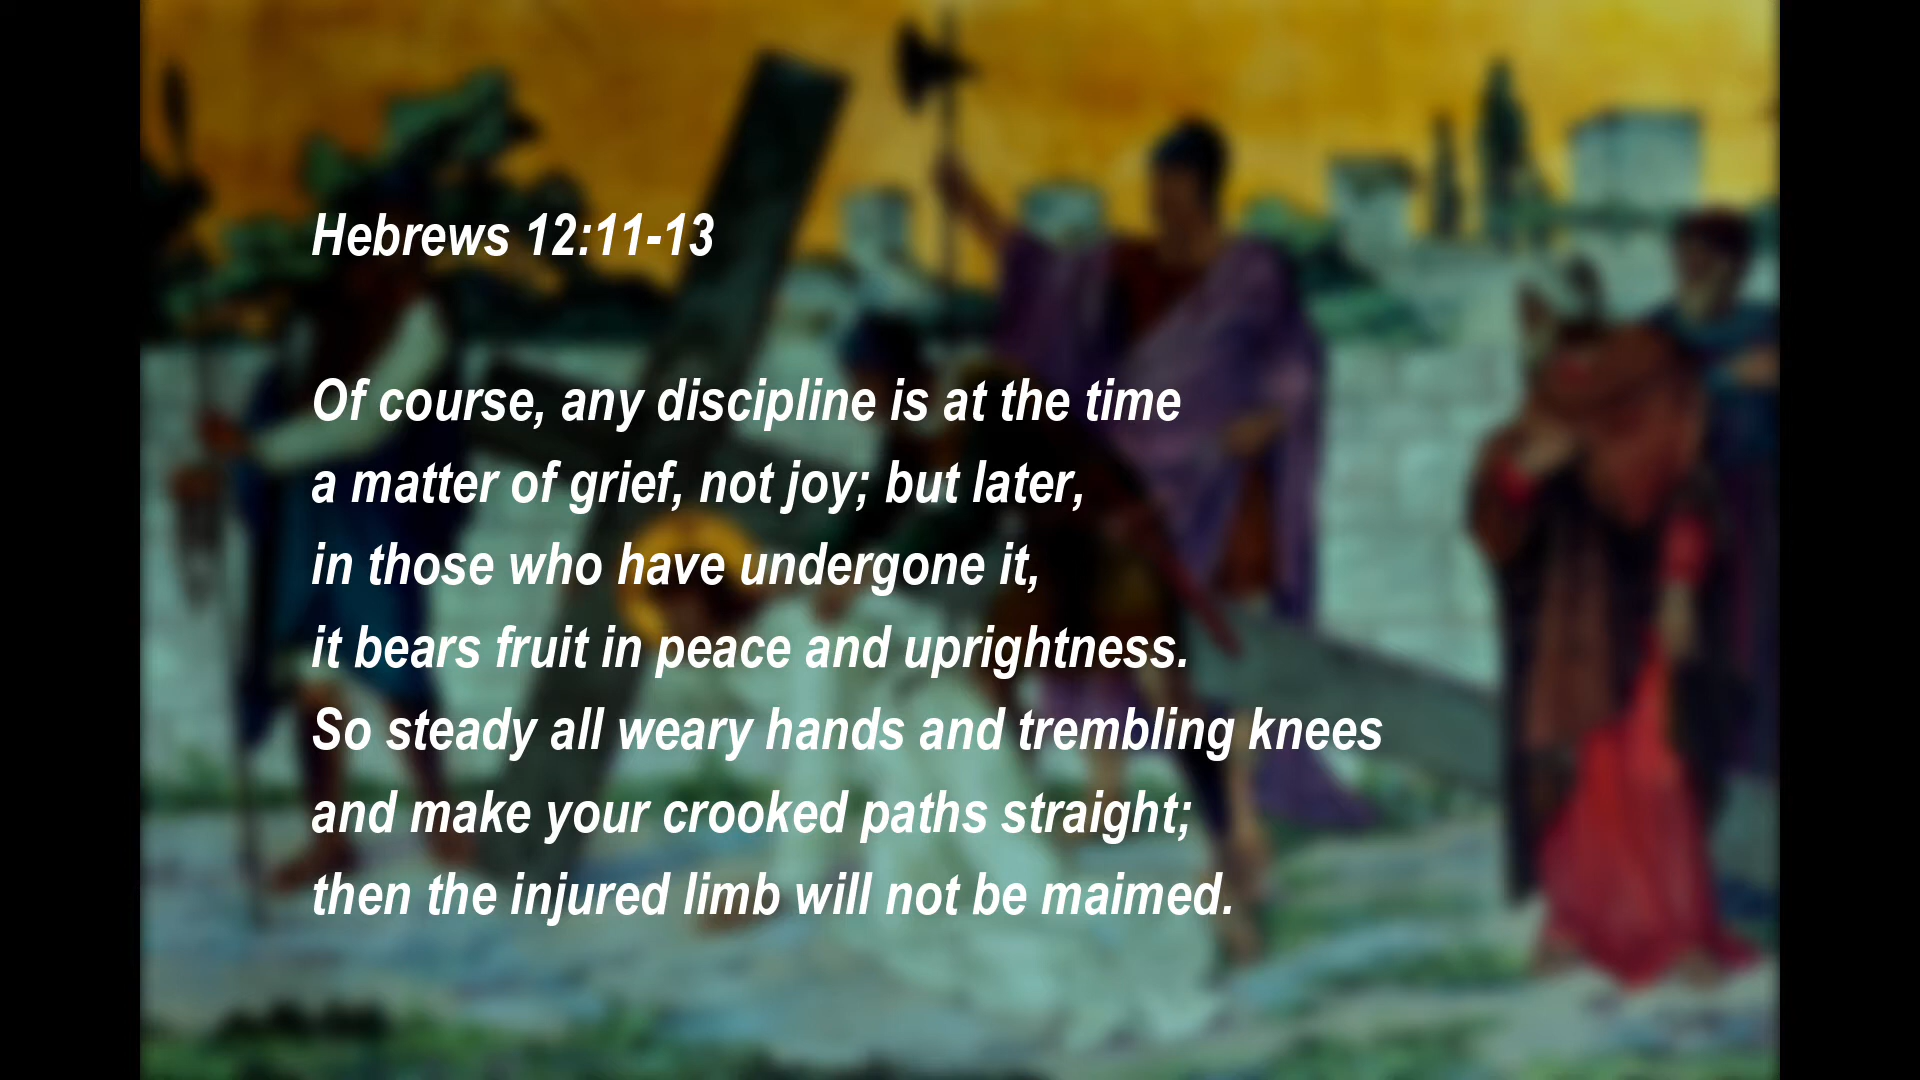 Hebrews 12:11-13
Of course, any discipline is at the time
a matter of grief, not joy; but later,
in those who have undergone it,
it bears fruit in peace and uprightness.
So steady all weary hands and trembling knees
and make your crooked paths straight;
then the injured limb will not be maimed.